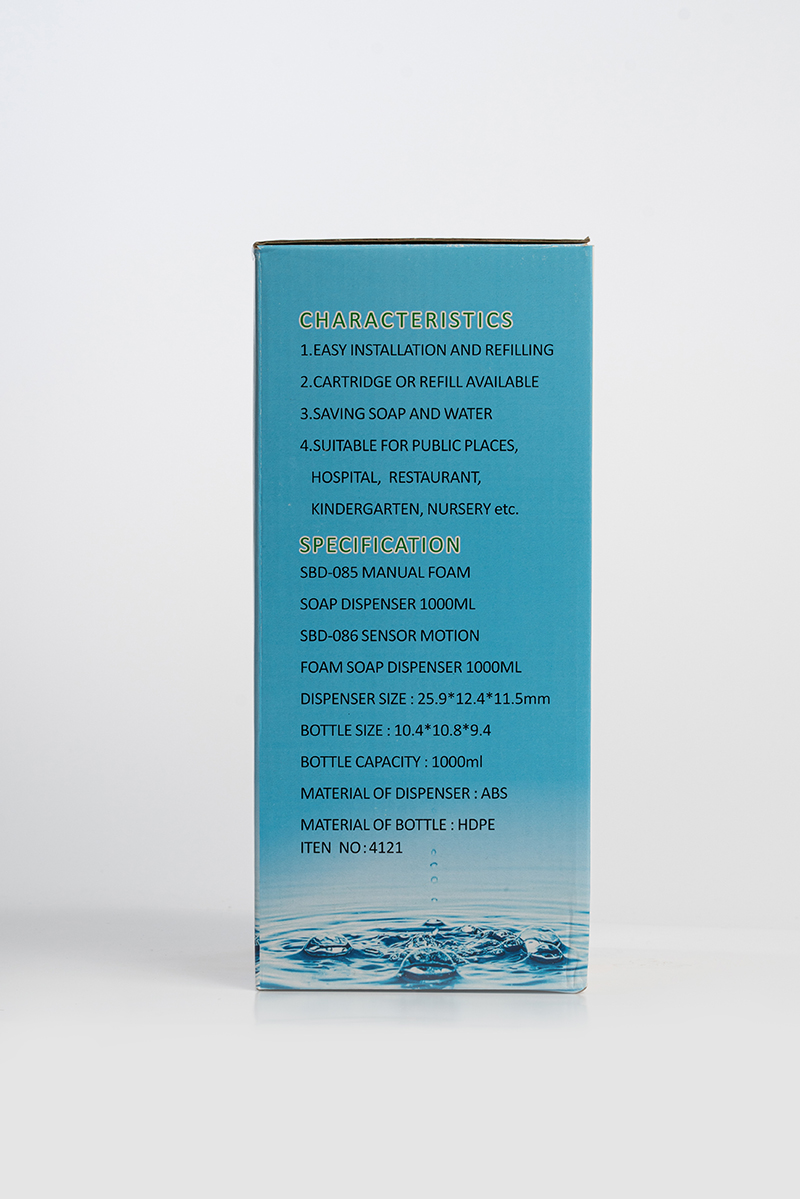 CHARACTERISTICS
1.EASY INSTALLATION AND REFILLING
2.CARTRIDGE OR REFILL AVAILABLE
3.SAVING SOAP AND WATER
4.SUITABLE FOR PUBLIC PLACES,
HOSPITAL, RESTAURANT,
KINDERGARTEN, NURSERY etc.
SPECIFICATION
SBD-085 MANUAL FOAM
SOAP DISPENSER 1000ML
SBD-086 SENSOR MOTION
FOAM SOAP DISPENSER 1000ML
DISPENSER SIZE : 25.9*12.4*11.5mm
BOTTLE SIZE : 10.4*10.8*9.4
BOTTLE CAPACITY : 1000ml
MATERIAL OF DISPENSER : ABS
MATERIAL OF BOTTLE : HDPE
ITEN NO : 4121